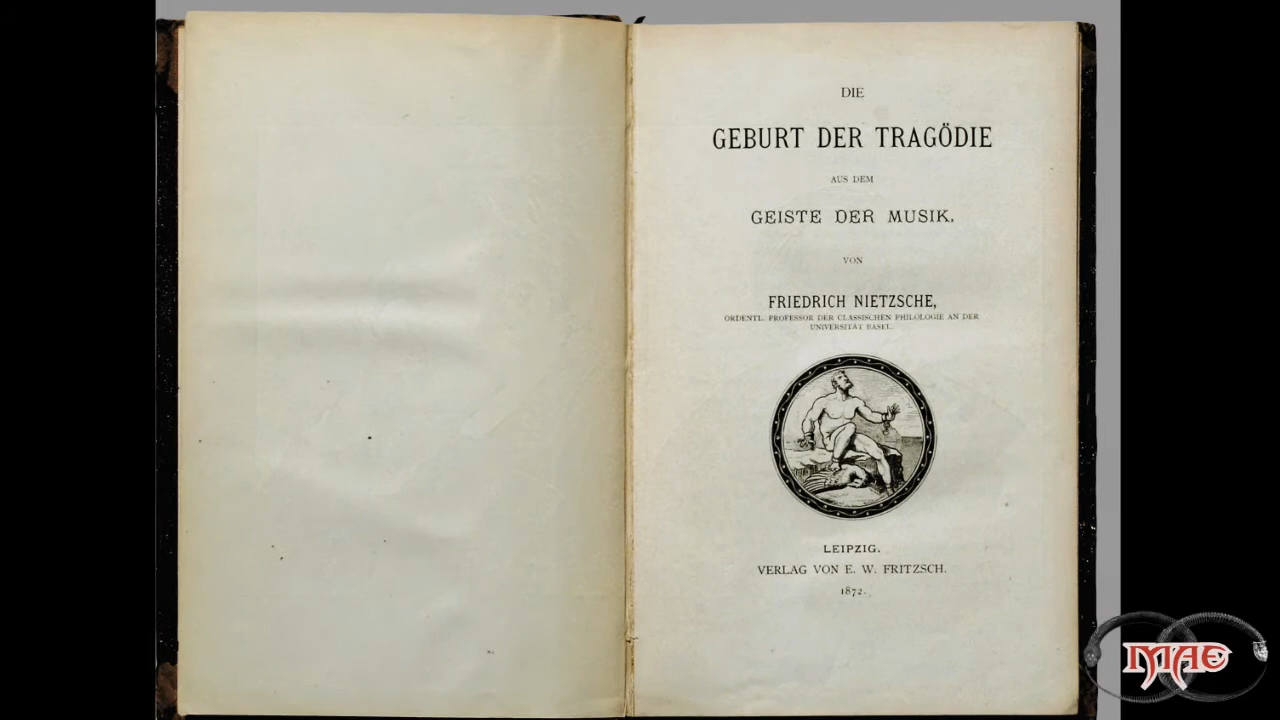 DIE
GEBURT DER TRAGÖDIE
AUS DEM
GEISTE DER MUSIK.
VON
FRIEDRICH NIETZSCHE,
ORDENTL. PROFESSOR DER CLASSISCHEN PHILOLOGIE AN DER
UNIVERSITÄT BASEL.
LEIPZIG.
VERLAG VON E. W. FRITZSCH.
1872.
MAE